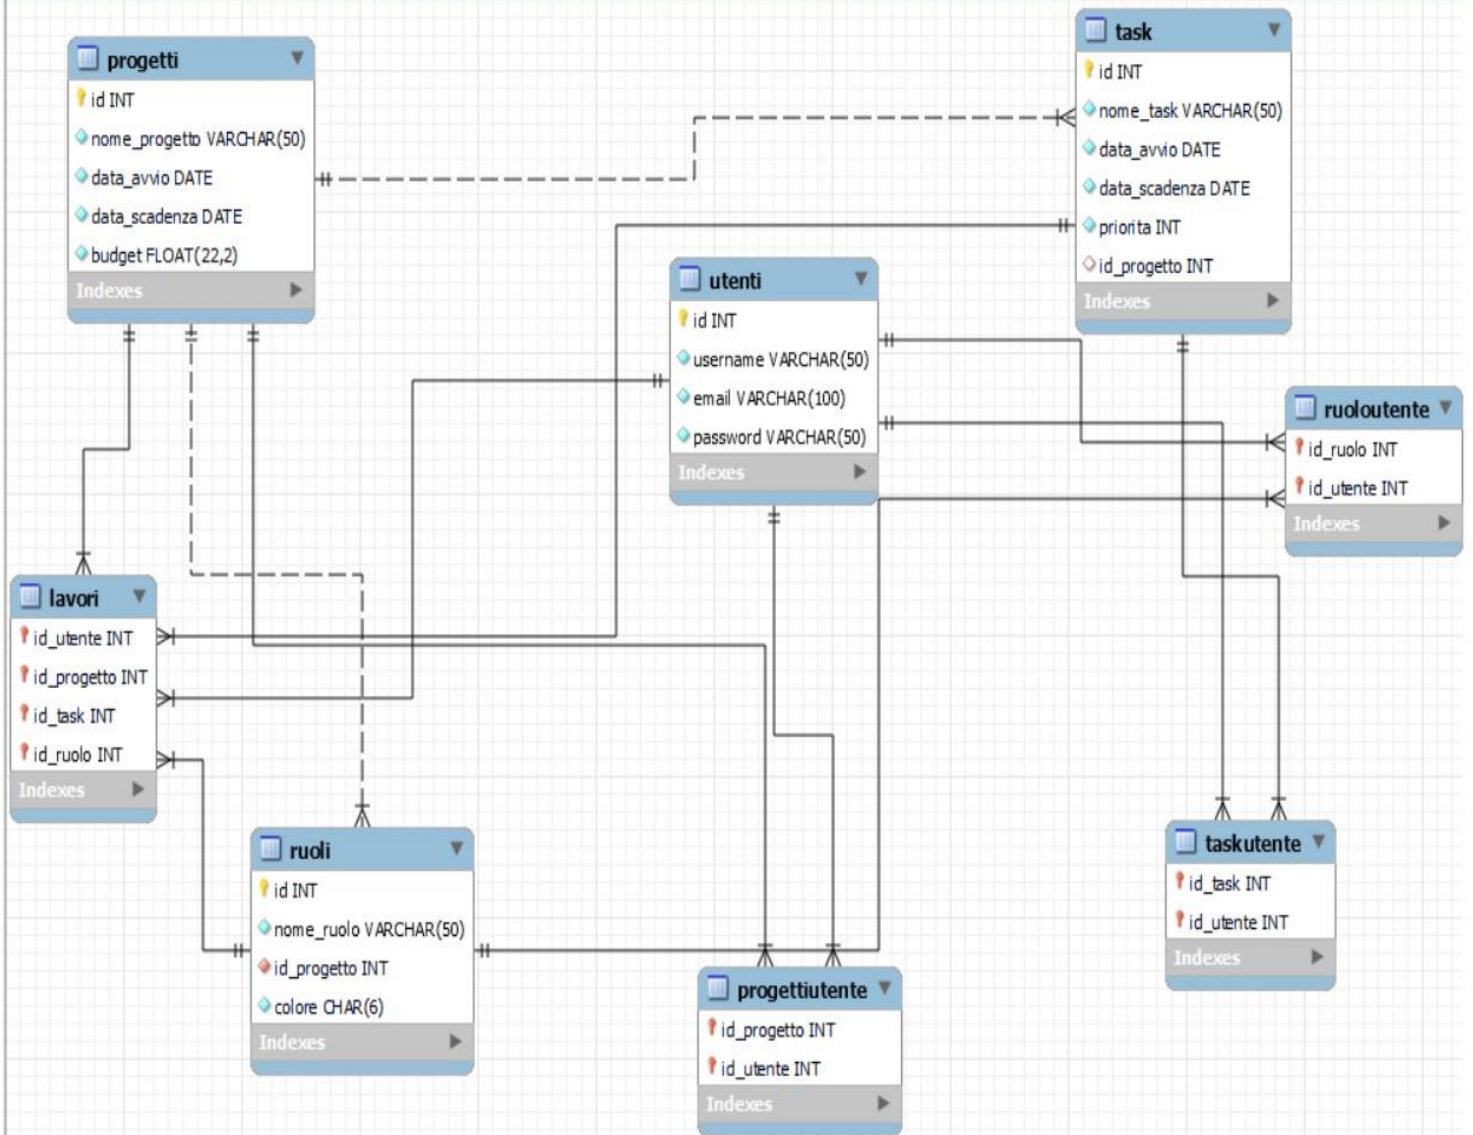 progetti
id INT
nome_progetto VARCHAR(50)
data_avvio DATE
data_scadenza DATE
budget FLOAT(22,2)
Indexes
task
id INT
nome_task VARCHAR(50)
data_avvio DATE
data_scadenza DATE
priorita INT
id_progetto INT
Indexes
utenti
id INT
username VARCHAR(50)
email VARCHAR(100)
password VARCHAR(50)
Indexes
ruoloutente
id_ruolo INT
id_utente INT
Indexes
lavori
id_utente INT
id_progetto INT
id_task INT
id_ruolo INT
Indexes
ruoli
id INT
nome_ruolo VARCHAR(50)
id_progetto INT
colore CHAR(6)
Indexes
progettiutente
id_progetto INT
id_utente INT
Indexes
taskutente
id_task INT
id_utente INT
Indexes